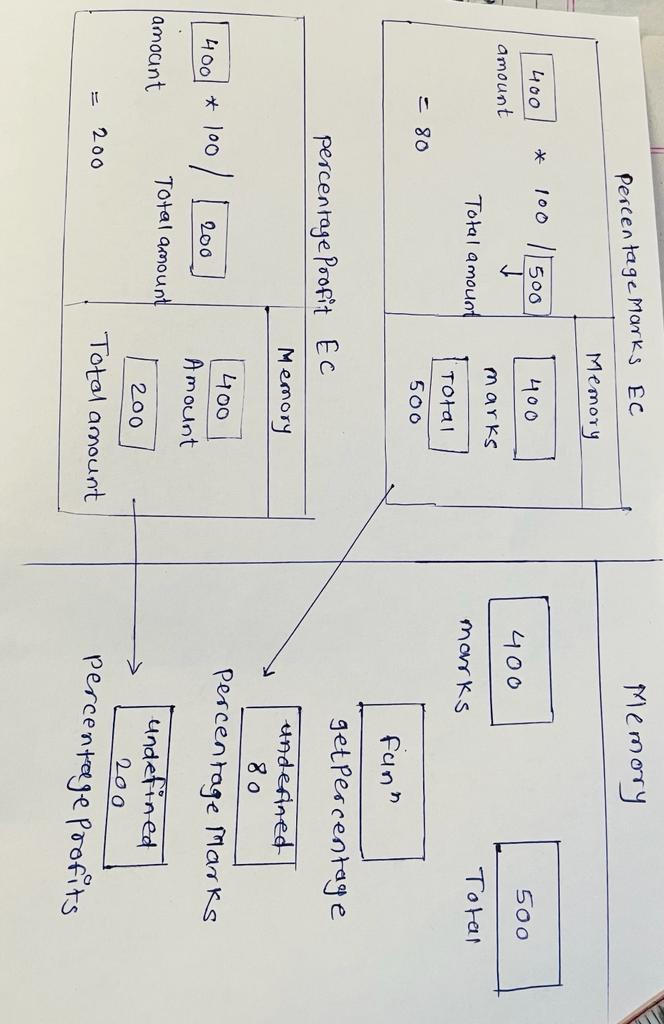 PercentageMarks EC
Memory
400 * 100 / 500
amount
Total amount
= 80
400
marks
Total
500
percentageProfit EC
Memory
400 * 100 / 200
amount
Total amount
= 200
400
Amount
200
Total amount
Memory
400
marks
500
Total
funⁿ
getPercentage
undefined
80
Percentage Marks
undefined
200
percentageProfits